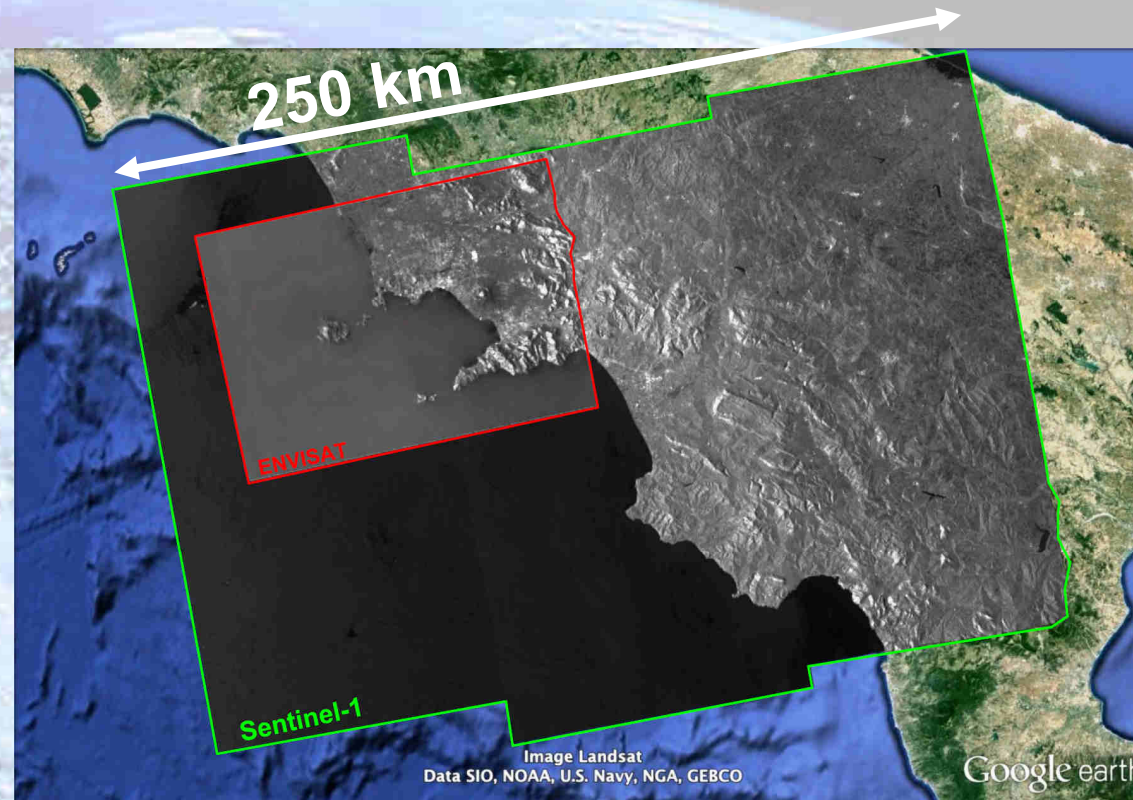 250 km
ENVISAT
Sentinel-1
Image Landsat
Data SIO, NOAA, U.S. Navy, NGA, GEBCO
Google earth